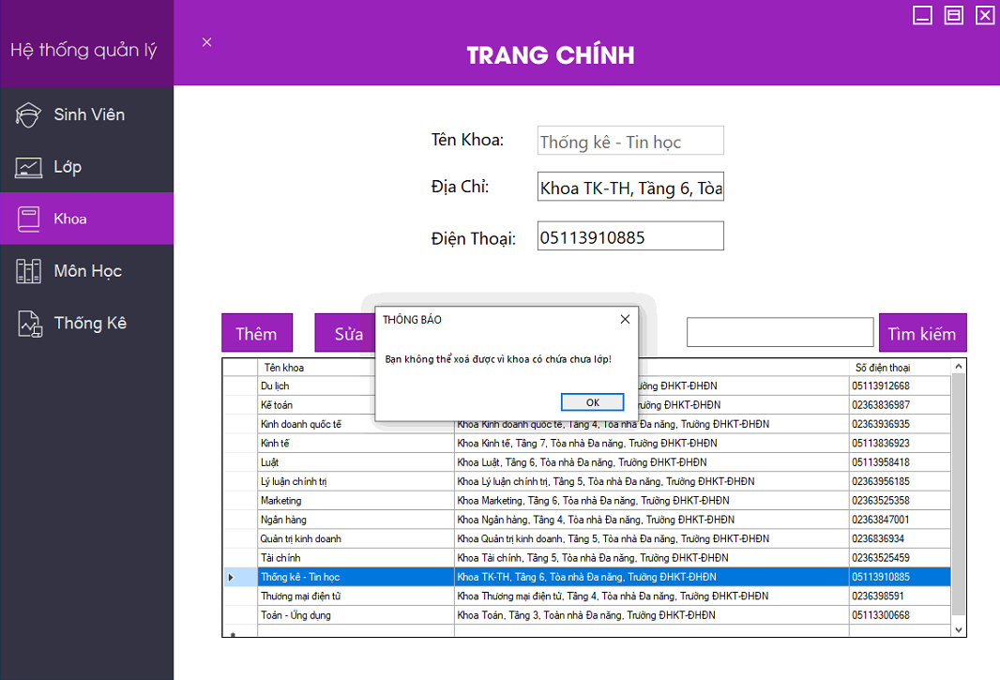 Hệ thống quản lý
TRANG CHÍNH
Sinh Viên
Lớp
Khoa
Môn Học
Thống Kê
Tên Khoa: Thống kê - Tin học
Địa Chỉ: Khoa TK-TH, Tầng 6, Tòa
Điện Thoại: 05113910885
Thêm Sửa Tìm kiếm
THÔNG BÁO
Bạn không thể xoá được vì khoa có chứa chưa lớp!
OK
Tên khoa Số điện thoại
Du lịch ĐHKT-ĐHĐN 05113912668
Kế toán ĐHKT-ĐHĐN 02363836987
Kinh doanh quốc tế Khoa Kinh doanh quốc tế, Tầng 4, Tòa nhà Đa năng, Trường ĐHKT-ĐHĐN 02363936935
Kinh tế Khoa Kinh tế, Tầng 7, Tòa nhà Đa năng, Trường ĐHKT-ĐHĐN 05113836923
Luật Khoa Luật, Tầng 6, Tòa nhà Đa năng, Trường ĐHKT-ĐHĐN 05113958418
Lý luận chính trị Khoa Lý luận chính trị, Tầng 5, Tòa nhà Đa năng, Trường ĐHKT-ĐHĐN 02363956185
Marketing Khoa Marketing, Tầng 6, Tòa nhà Đa năng, Trường ĐHKT-ĐHĐN 02363525358
Ngân hàng Khoa Ngân hàng, Tầng 4, Tòa nhà Đa năng, Trường ĐHKT-ĐHĐN 02363847001
Quản trị kinh doanh Khoa Quản trị kinh doanh, Tầng 5, Tòa nhà Đa năng, Trường ĐHKT-ĐHĐN 0236836934
Tài chính Khoa Tài chính, Tầng 5, Tòa nhà Đa năng, Trường ĐHKT-ĐHĐN 02363525459
Thống kê - Tin học Khoa TK-TH, Tầng 6, Tòa nhà Đa năng, Trường ĐHKT-ĐHĐN 05113910885
Thương mại điện tử Khoa Thương mại điện tử, Tầng 4, Tòa nhà Đa năng, Trường ĐHKT-ĐHĐN 0236398591
Toán - Ứng dụng Khoa Toán, Tầng 3, Toàn nhà Đa năng, Trường ĐHKT-ĐHĐN 05113300668